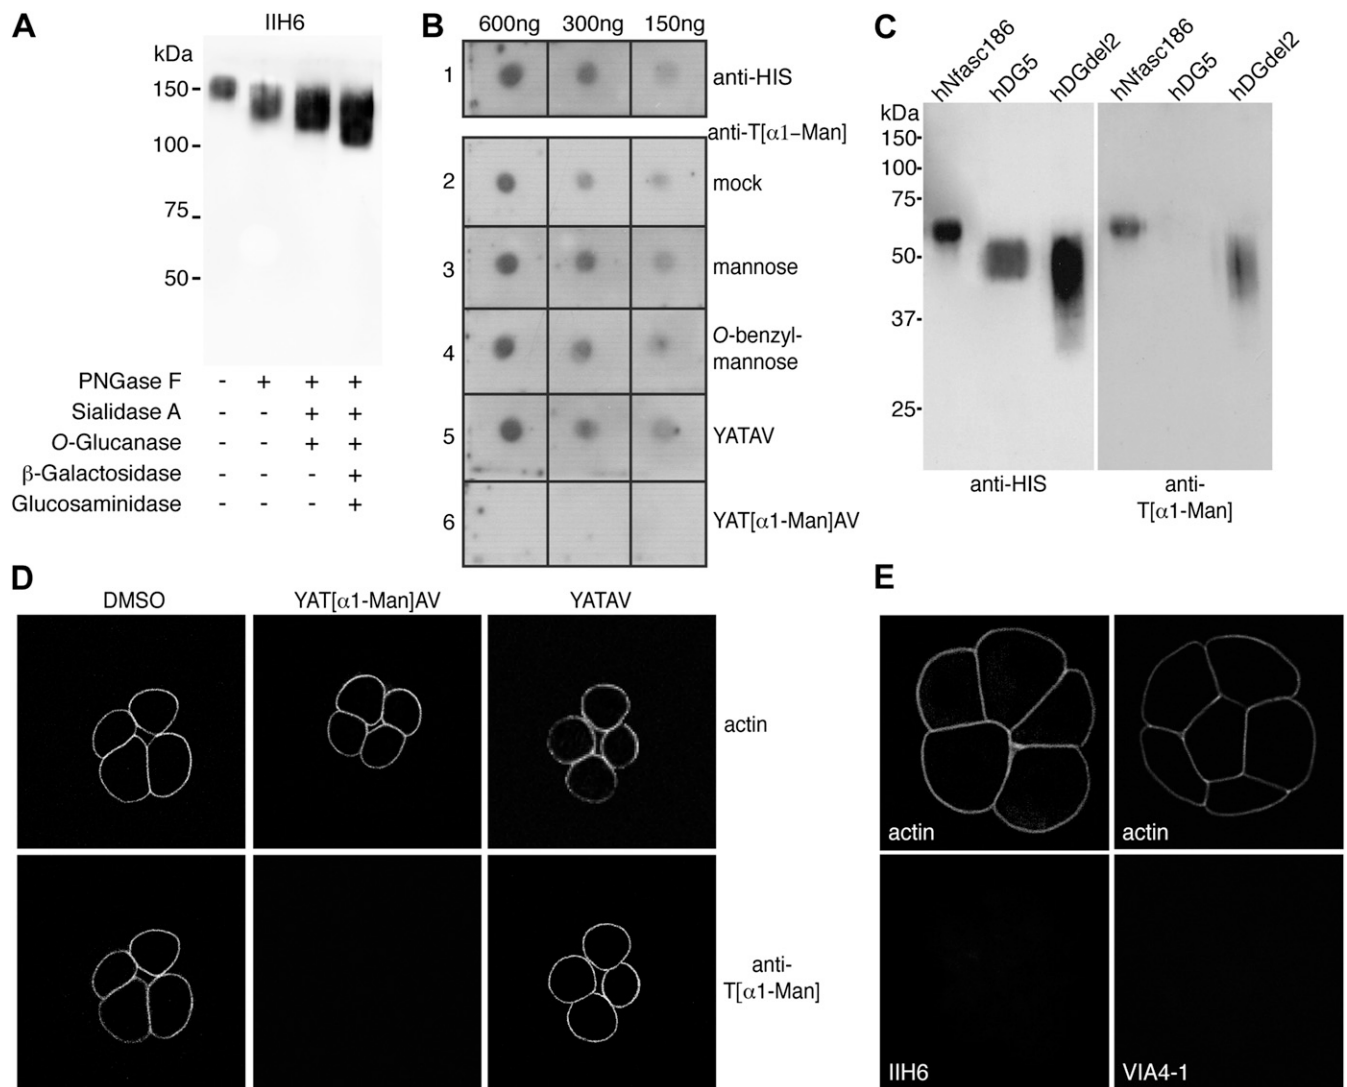 A
IIH6
kDa
150
100
75
50
PNGase F - + + +
Sialidase A - - + +
O-Glucanase - - + +
β-Galactosidase - - - +
Glucosaminidase - - - +
B
600ng 300ng 150ng
1 anti-HIS
anti-T[α1–Man]
2 mock
3 mannose
4 O-benzyl-
mannose
5 YATAV
6 YAT[α1-Man]AV
C
hNfasc186 hDG5 hDGdel2 hNfasc186 hDG5 hDGdel2
kDa
150-
100-
75-
50-
37-
25-
anti-HIS
anti-
T[α1-Man]
D
DMSO YAT[α1-Man]AV YATAV
actin
anti-
T[α1-Man]
E
actin actin
IIH6 VIA4-1